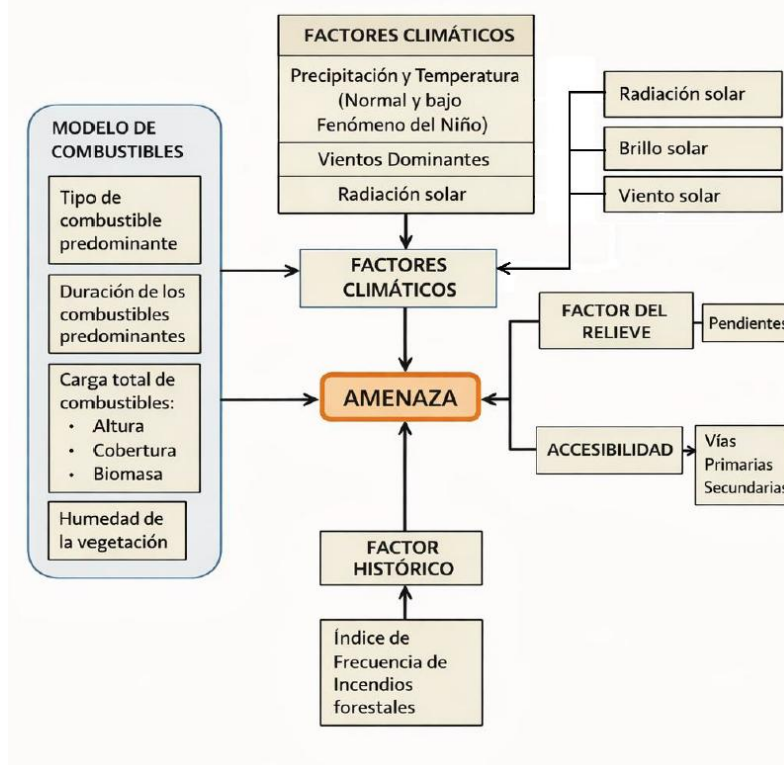 FACTORES CLIMÁTICOS
Precipitación y Temperatura
(Normal y bajo
Fenómeno del Niño)
Vientos Dominantes
Radiación solar
Radiación solar
Brillo solar
Viento solar
MODELO DE
COMBUSTIBLES
Tipo de
combustible
predominante
Duración de los
combustibles
predominantes
Carga total de
combustibles:
• Altura
• Cobertura
• Biomasa
Humedad de
la vegetación
FACTORES
CLIMÁTICOS
FACTOR DEL
RELIEVE
Pendientes
AMENAZA
ACCESIBILIDAD
Vías
Primarias
Secundarias
FACTOR
HISTÓRICO
Índice de
Frecuencia de
Incendios
forestales